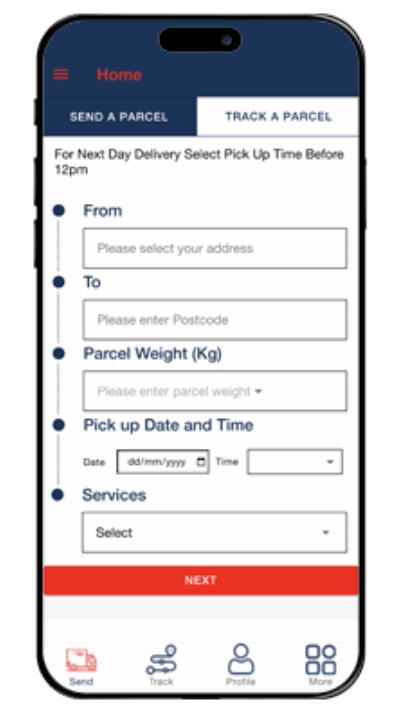 Home
SEND A PARCEL
TRACK A PARCEL
For Next Day Delivery Select Pick Up Time Before
12pm
From
Please select your address
To
Please enter Postcode
Parcel Weight (Kg)
Please enter parcel weight
Pick up Date and Time
Date dd/mm/yyyy Time
Services
Select
NEXT
Send Track Profile More